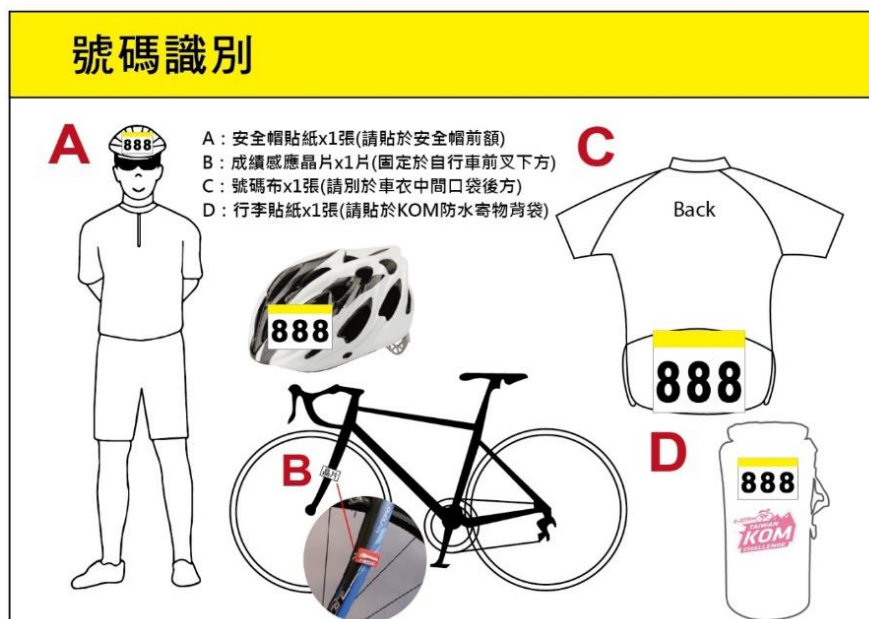 號碼識別
A
888
A：安全帽貼紙x1張(請貼於安全帽前額)
B：成績感應晶片x1片(固定於自行車前叉下方)
C：號碼布x1張(請別於車衣中間口袋後方)
D：行李貼紙x1張(請貼於KOM防水寄物背袋)
C
Back
888
888
B
晶片
D
888
TAIWAN
KOM
CHALLENGE